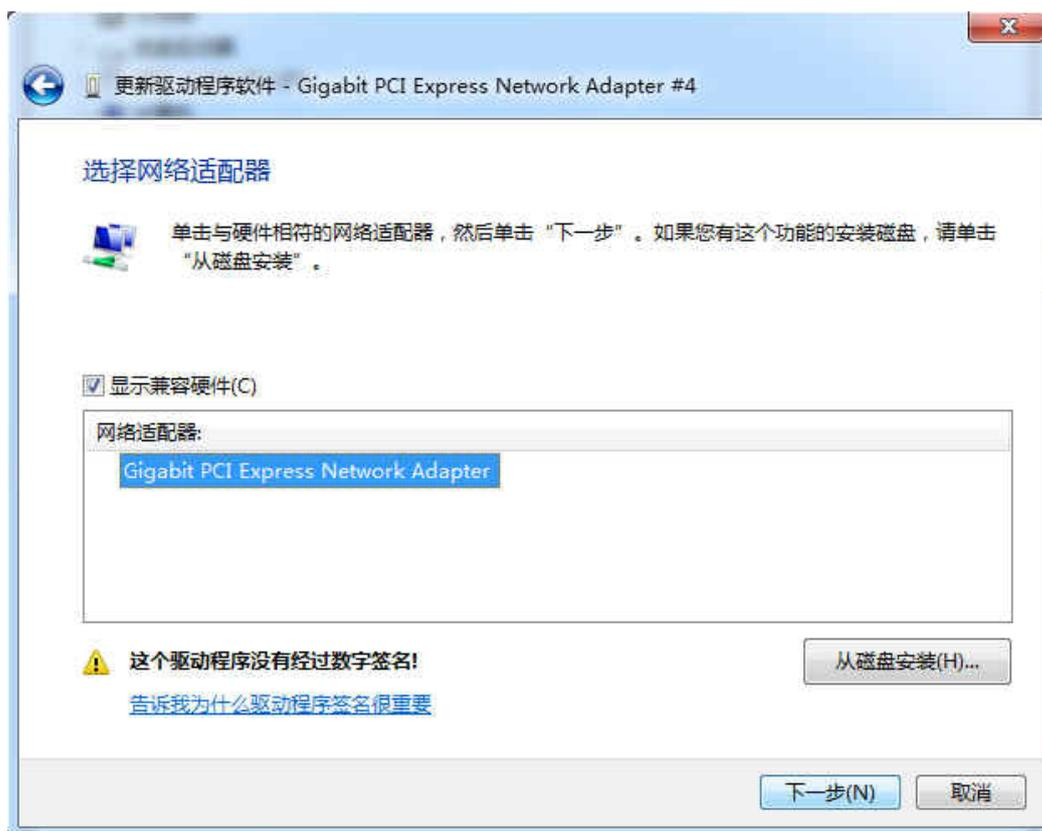 更新驱动程序软件 - Gigabit PCI Express Network Adapter #4
选择网络适配器
单击与硬件相符的网络适配器，然后单击“下一步”。如果您有这个功能的安装磁盘，请单击
“从磁盘安装”。
显示兼容硬件(C)
网络适配器:
Gigabit PCI Express Network Adapter
这个驱动程序没有经过数字签名!
从磁盘安装(H)...
告诉我为什么驱动程序签名很重要
下一步(N)
取消